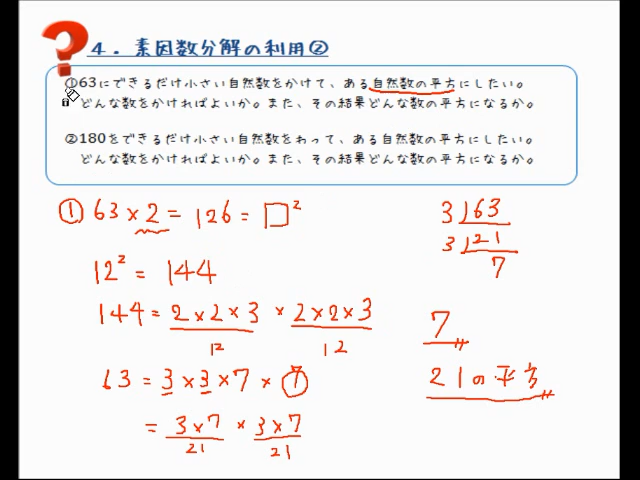 ?
4．素因数分解の利用②
①63にできるだけ小さい自然数をかけて、ある自然数の平方にしたい。
どんな数をかければよいか。また、その結果どんな数の平方になるか。
②180をできるだけ小さい自然数をわって、ある自然数の平方にしたい。
どんな数をかければよいか。また、その結果どんな数の平方になるか。
① 63 × 2 = 126 = □²
12² = 144
144 = 2 × 2 × 3 × 2 × 2 × 3
12 12
63 = 3 × 3 × 7 × 7
= 3 × 7 × 3 × 7
21 21
3 ) 63
3 ) 21
7
7
21の平方